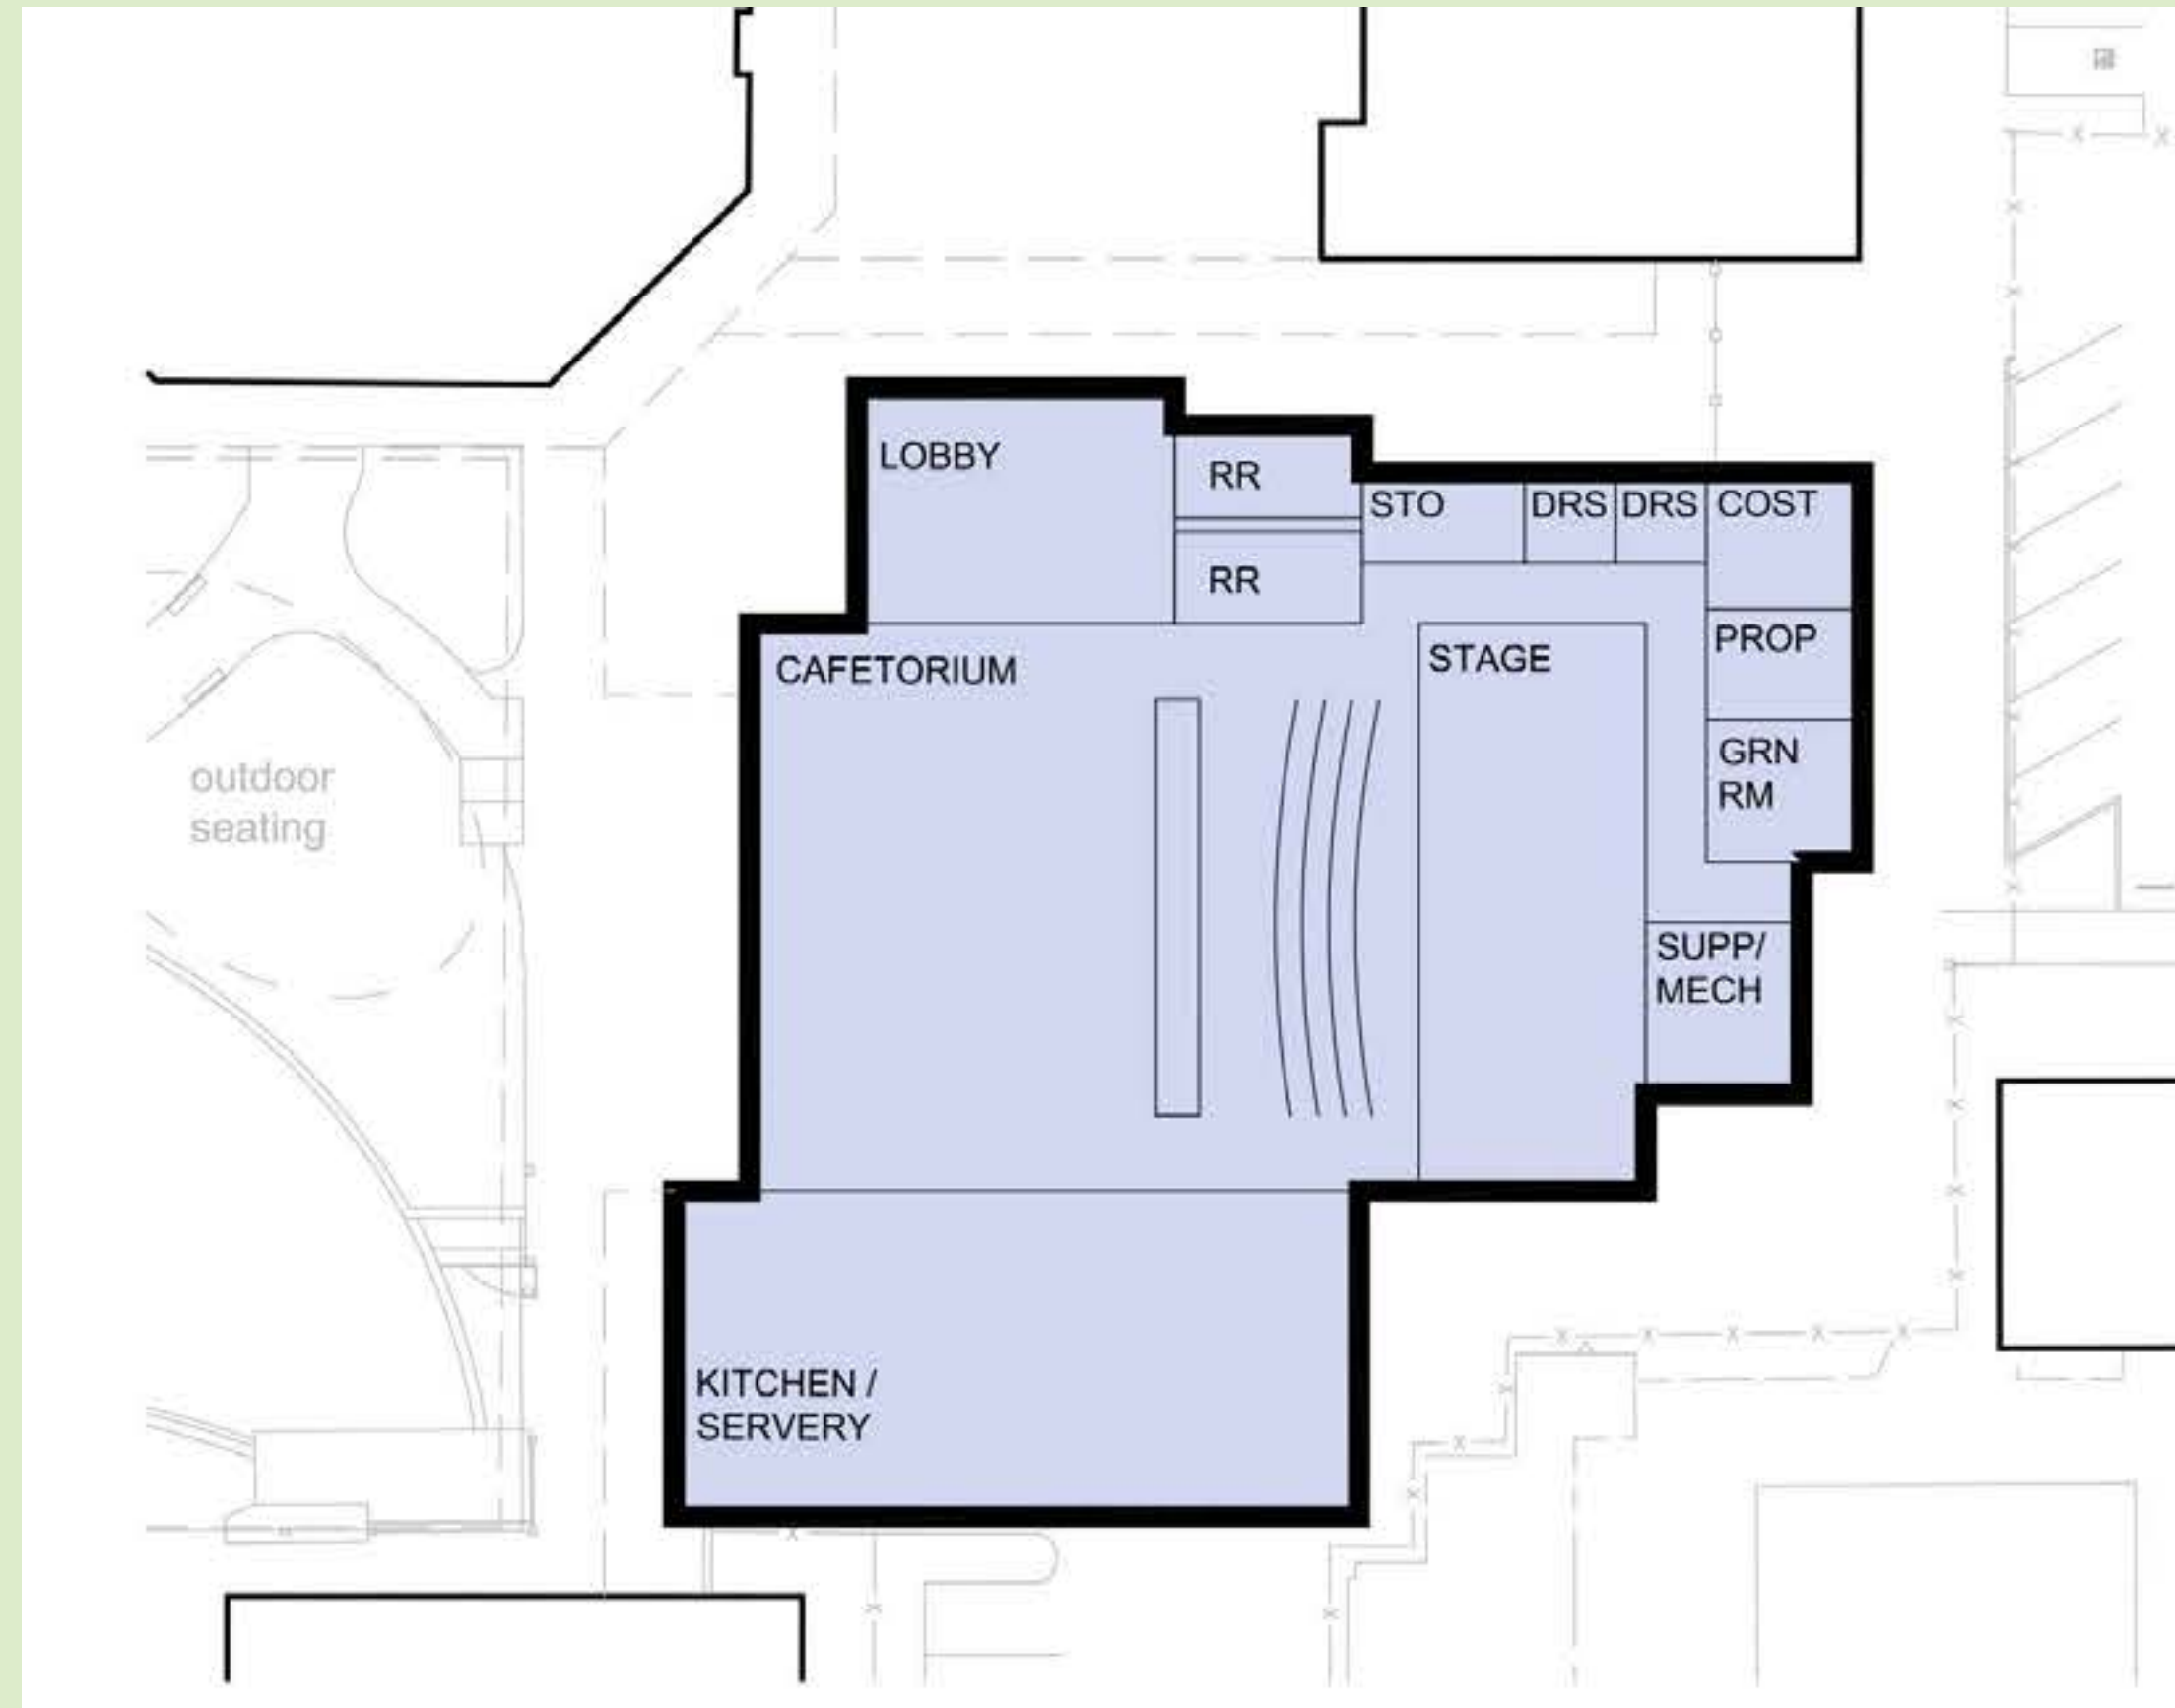 LOBBY
RR
STO
DRS
DRS
COST
RR
CAFETORIUM
STAGE
PROP
GRN
RM
outdoor
seating
SUPP/
MECH
KITCHEN /
SERVERY